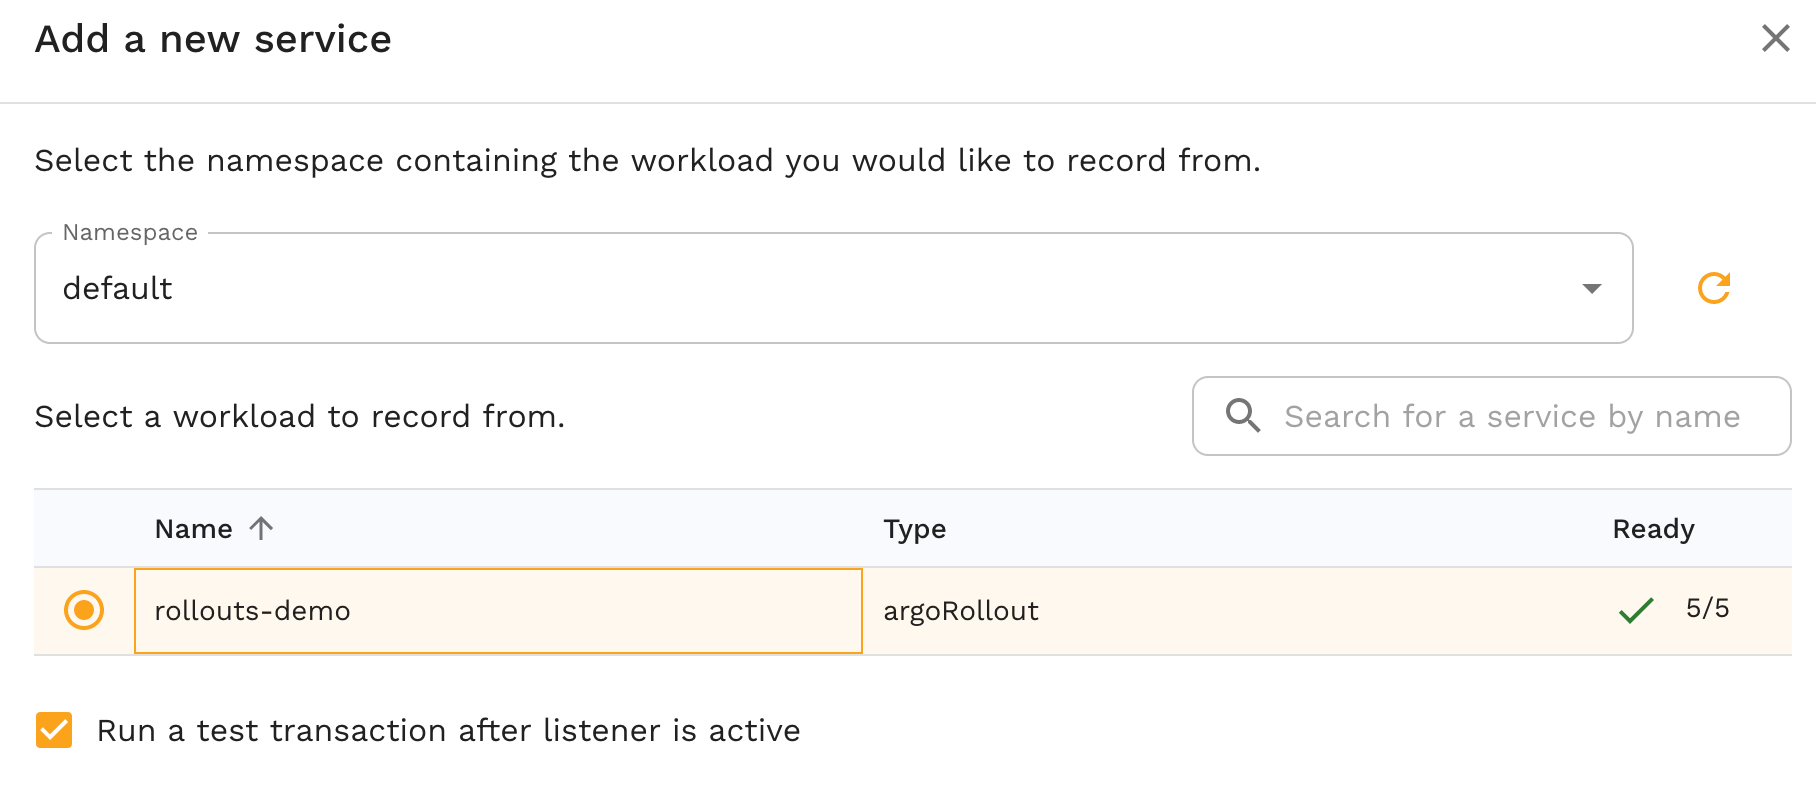 Add a new service
Select the namespace containing the workload you would like to record from.
Namespace
default
Select a workload to record from.
Search for a service by name
Name Type Ready
rollouts-demo argoRollout 5/5
Run a test transaction after listener is active